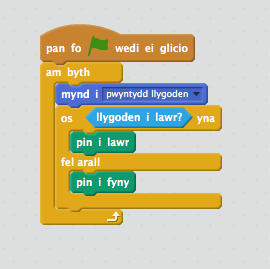 pan fo wedi ei glicio
am byth
mynd i pwyntydd llygoden
os llygoden i lawr? yna
pin i lawr
fel arall
pin i fyny